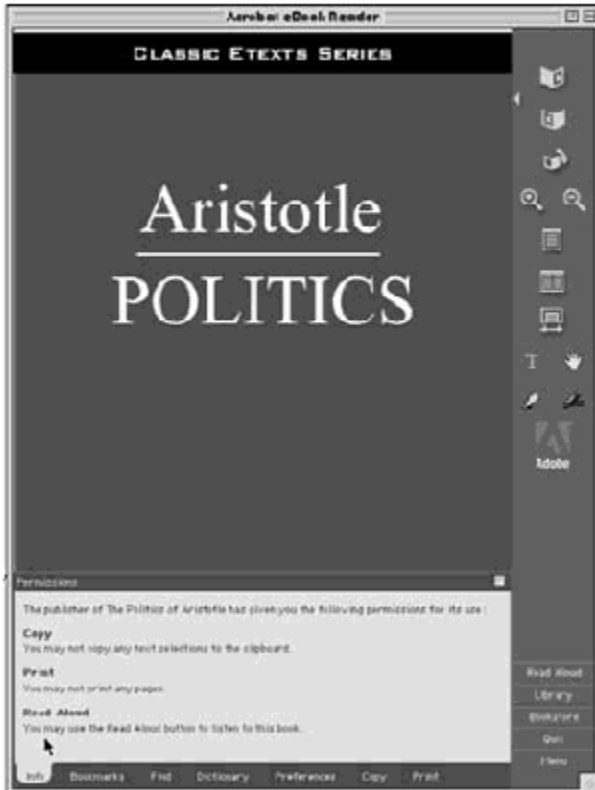 Acrobat eBook Reader
CLASSIC ETEXTS SERIES
Aristotle
POLITICS
Adobe
Permissions
The publisher of The Politics of Aristotle has given you the following permissions for its use:
Copy
You may not copy any text selections to the clipboard.
Print
You may not print any pages.
Read Aloud
You may use the Read Aloud button to listen to this book.
Read Aloud
Library
Bookstore
Quit
Menu
Info Bookmarks Find Dictionary Preferences Copy Print